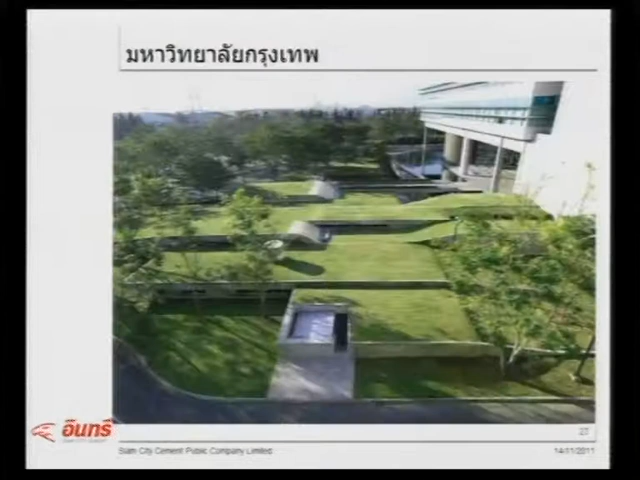 มหาวิทยาลัยกรุงเทพ
อินทรี
Siam City Cement Public Company Limited
14/11/2011